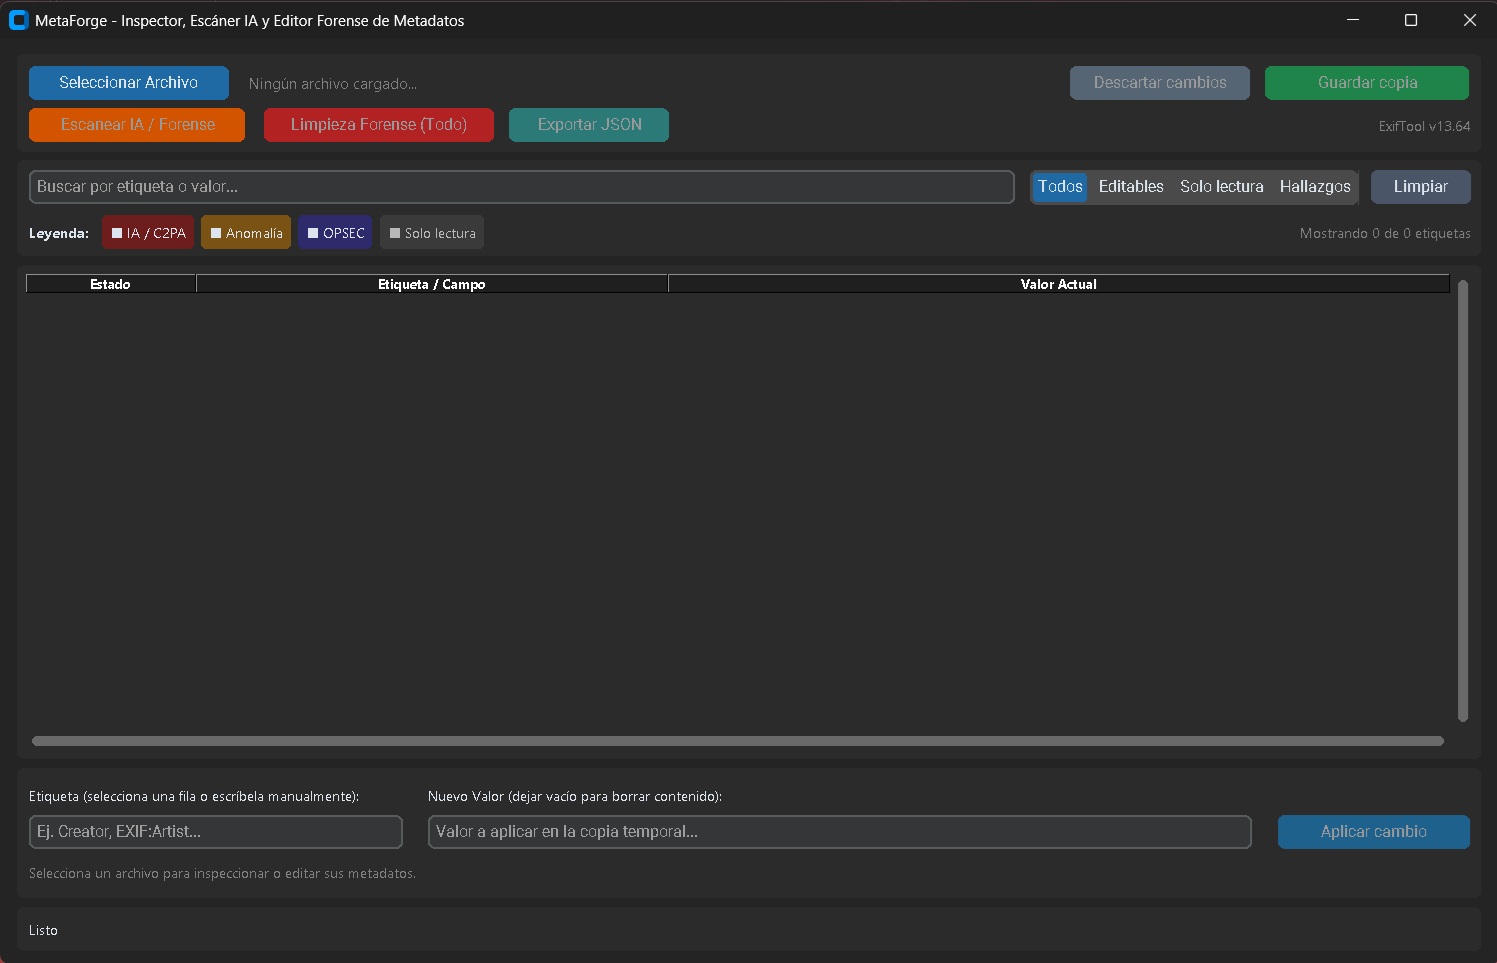 MetaForge - Inspector, Escáner IA y Editor Forense de Metadatos
Seleccionar Archivo Ningún archivo cargado... Descartar cambios Guardar copia
Escanear IA / Forense Limpieza Forense (Todo) Exportar JSON ExifTool v13.64
Buscar por etiqueta o valor... Todos Editables Solo lectura Hallazgos Limpiar
Leyenda: IA / C2PA Anomalía OPSEC Solo lectura Mostrando 0 de 0 etiquetas
Estado Etiqueta / Campo Valor Actual
Etiqueta (selecciona una fila o escríbela manualmente): Nuevo Valor (dejar vacío para borrar contenido):
Ej. Creator, EXIF:Artist... Valor a aplicar en la copia temporal... Aplicar cambio
Selecciona un archivo para inspeccionar o editar sus metadatos.
Listo